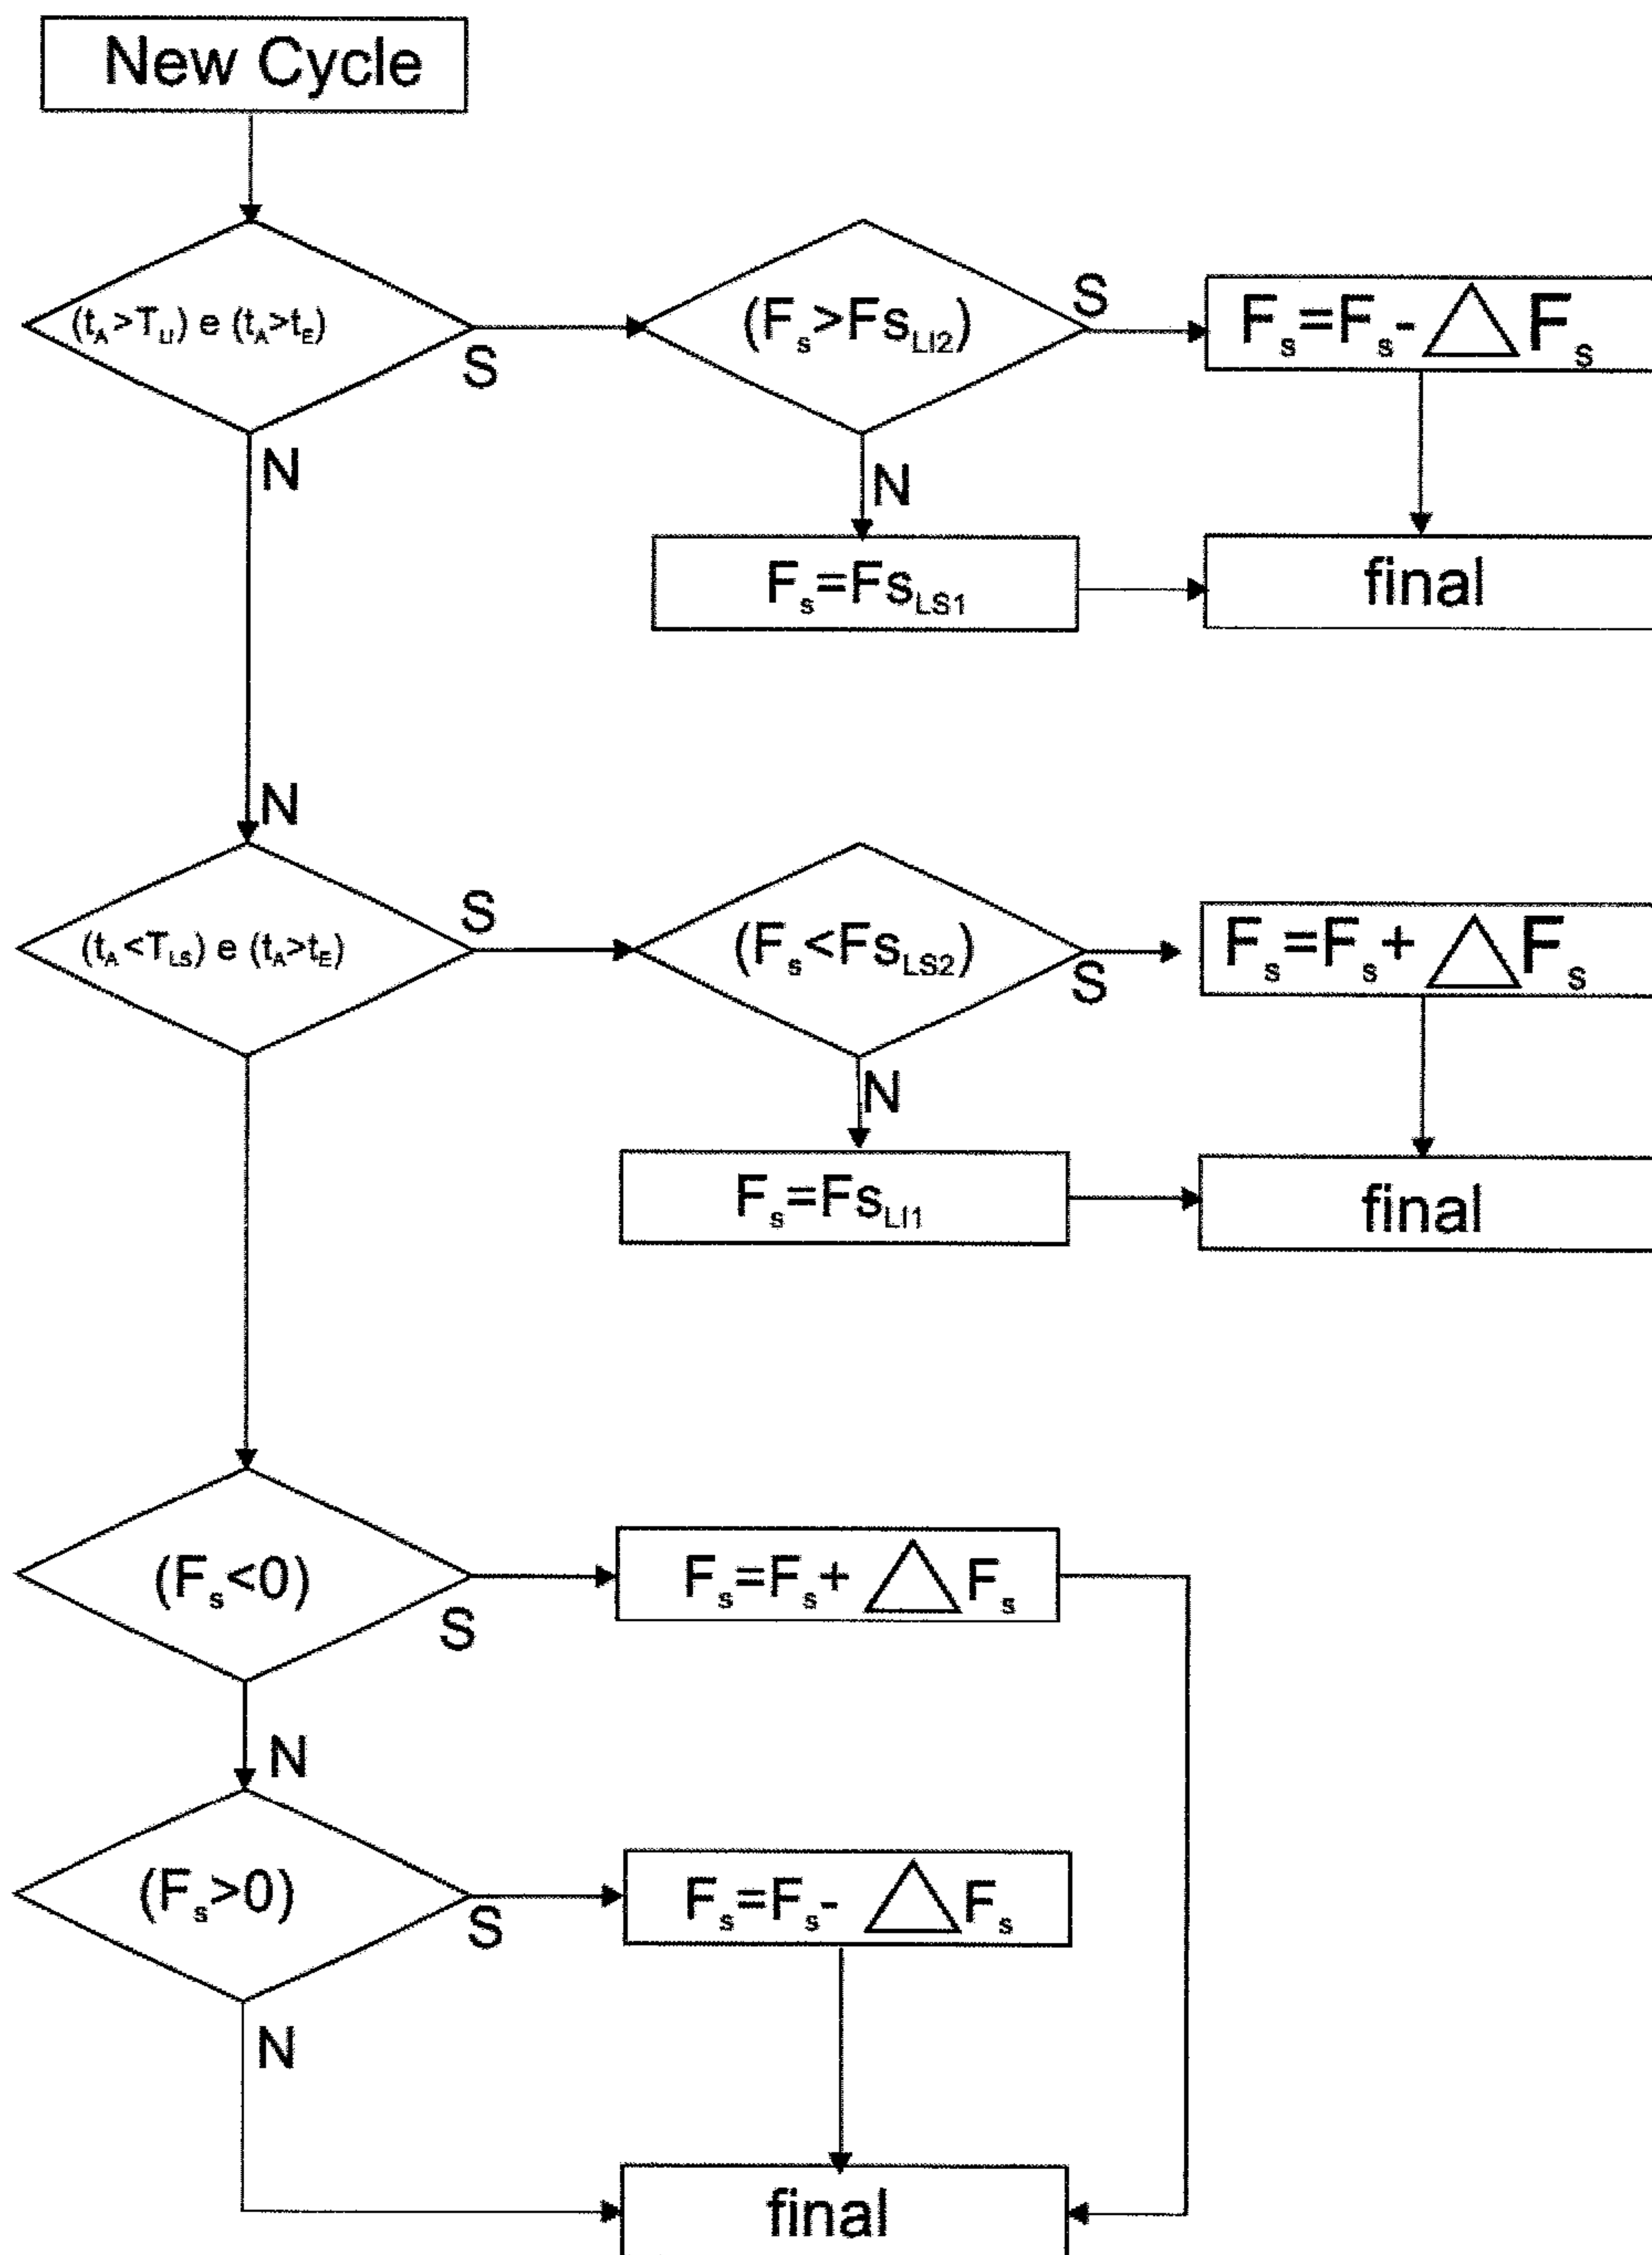 New Cycle
(tA>TLI) e (tA>tE)
S
(Fs>FsLI2)
S
Fs=Fs- △Fs
N
N
Fs=FsLS1
final
N
(tA<TLS) e (tA>tE)
S
(Fs<FsLS2)
S
Fs=Fs+ △Fs
N
Fs=FsLI1
final
(Fs<0)
S
Fs=Fs+ △Fs
N
(Fs>0)
S
Fs=Fs- △Fs
N
final